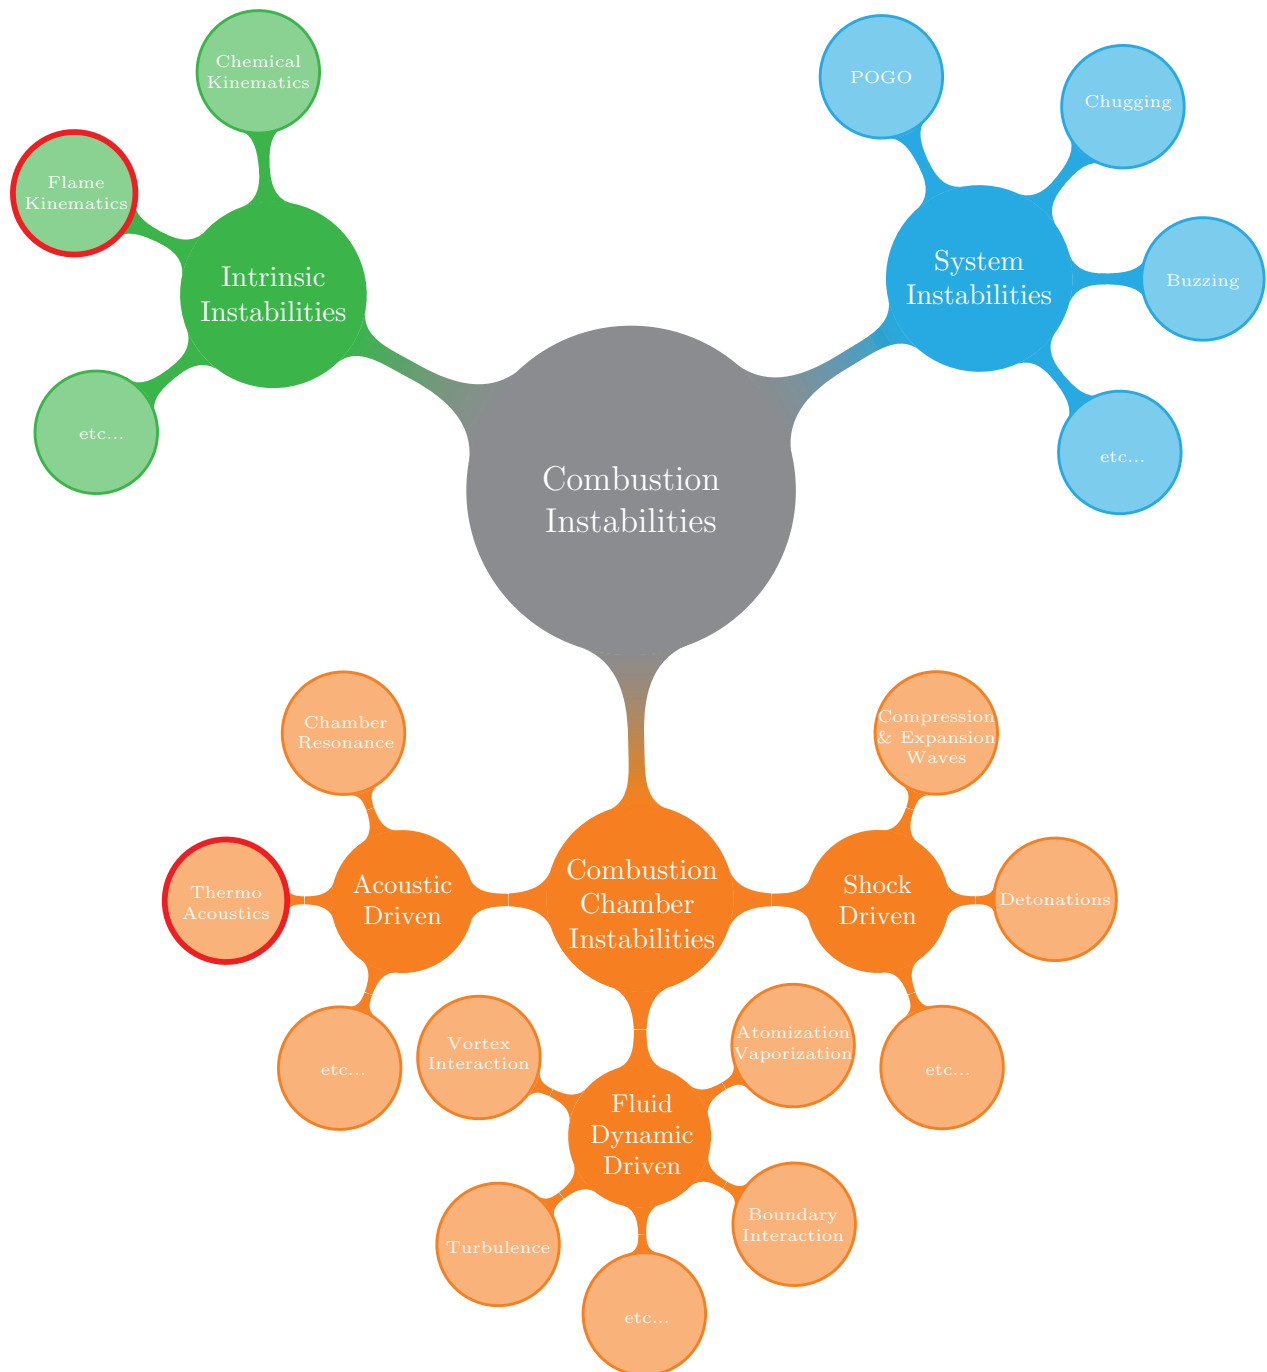 Chemical
Kinematics
Flame
Kinematics
Intrinsic
Instabilities
etc...
POGO
Chugging
System
Instabilities
Buzzing
etc...
Combustion
Instabilities
Chamber
Resonance
Thermo
Acoustics
Acoustic
Driven
etc...
Combustion
Chamber
Instabilities
Compression
& Expansion
Waves
Shock
Driven
Detonations
etc...
Vortex
Interaction
Atomization
Vaporization
Fluid
Dynamic
Driven
Turbulence
Boundary
Interaction
etc...